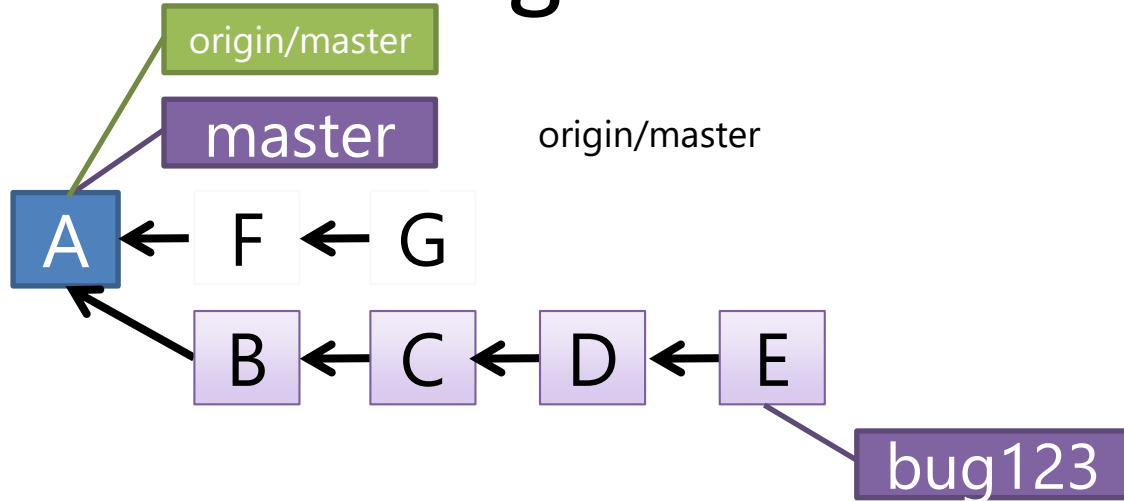 g
origin/master
master
origin/master
A F G
B C D E
bug123